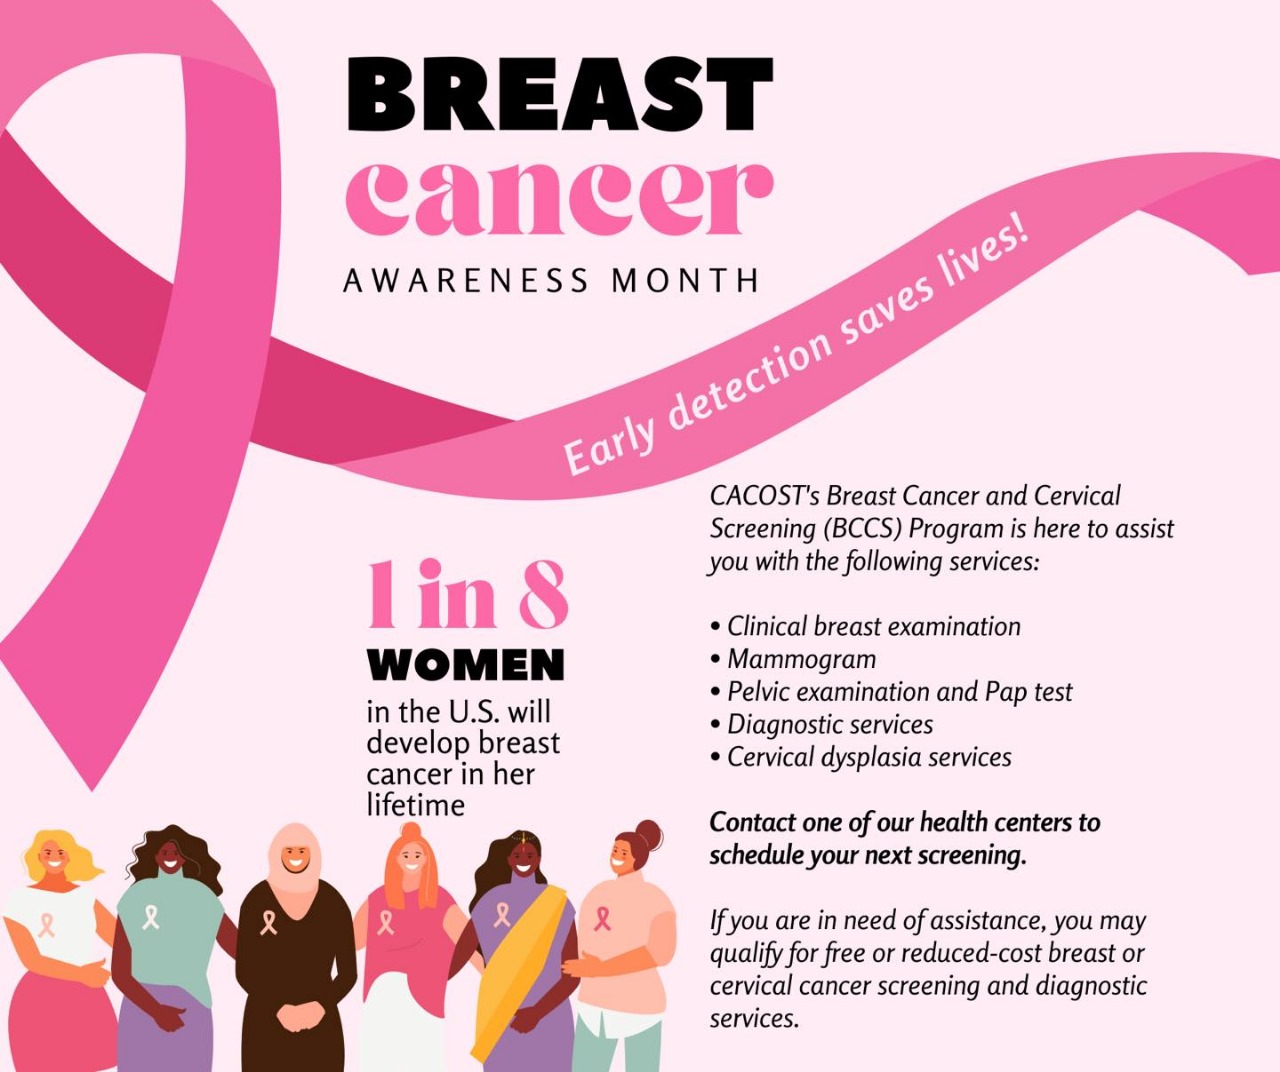 BREAST
cancer
AWARENESS MONTH
Early detection saves lives!
1 in 8
WOMEN
in the U.S. will
develop breast
cancer in her
lifetime
CACOST's Breast Cancer and Cervical
Screening (BCCS) Program is here to assist
you with the following services:
• Clinical breast examination
• Mammogram
• Pelvic examination and Pap test
• Diagnostic services
• Cervical dysplasia services
Contact one of our health centers to
schedule your next screening.
If you are in need of assistance, you may
qualify for free or reduced-cost breast or
cervical cancer screening and diagnostic
services.